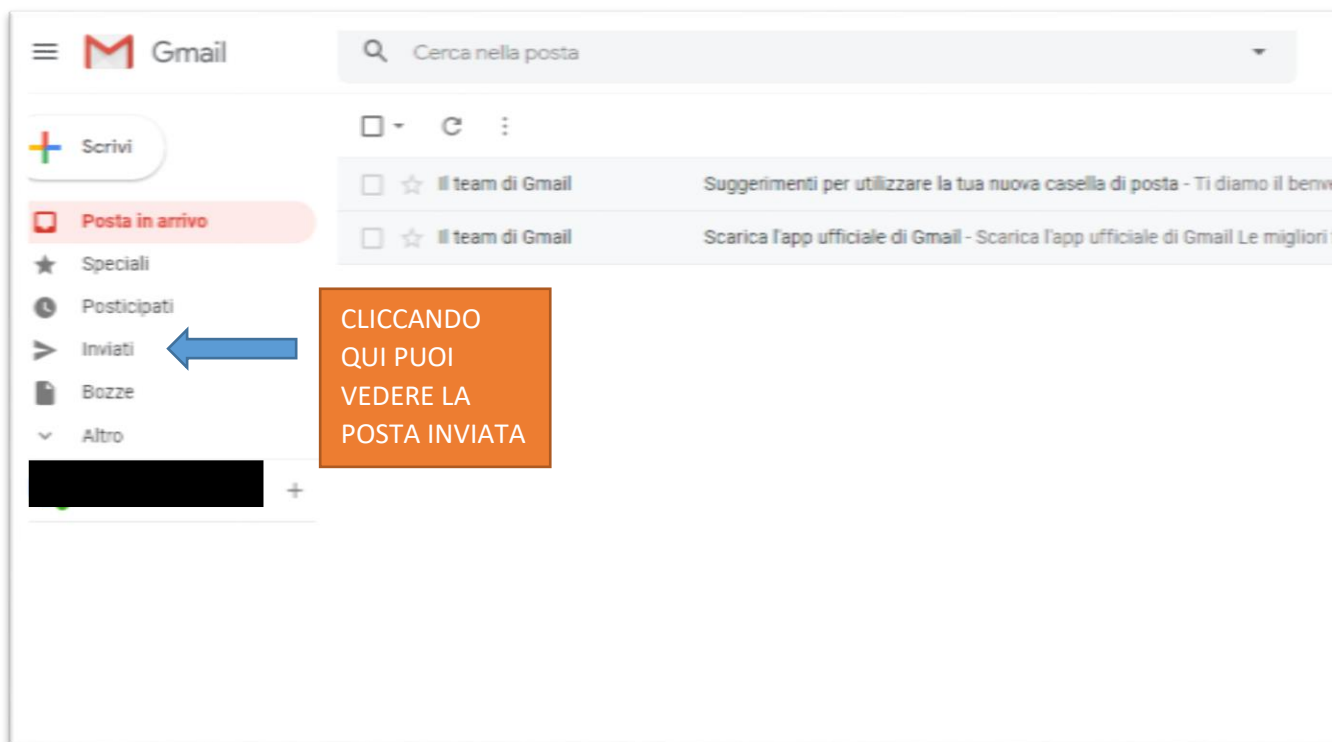 Gmail
Cerca nella posta
Scrivi
Il team di Gmail Suggerimenti per utilizzare la tua nuova casella di posta - Ti diamo il
Posta in arrivo
Il team di Gmail Scarica l'app ufficiale di Gmail - Scarica l'app ufficiale di Gmail Le migliori
Speciali
Posticipati
Inviati
Bozze
Altro
CLICCANDO
QUI PUOI
VEDERE LA
POSTA INVIATA